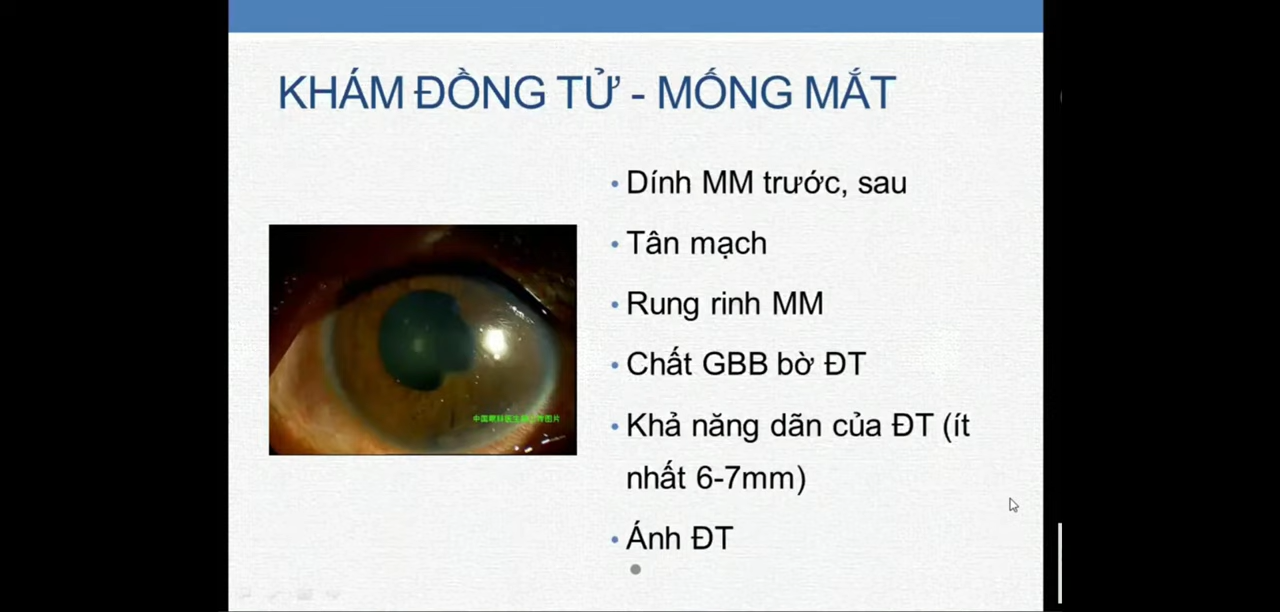 KHÁM ĐỒNG TỬ - MỐNG MẮT
• Dính MM trước, sau
• Tân mạch
• Rung rinh MM
• Chất GBB bờ ĐT
• Khả năng dãn của ĐT (ít
nhất 6-7mm)
• Ánh ĐT